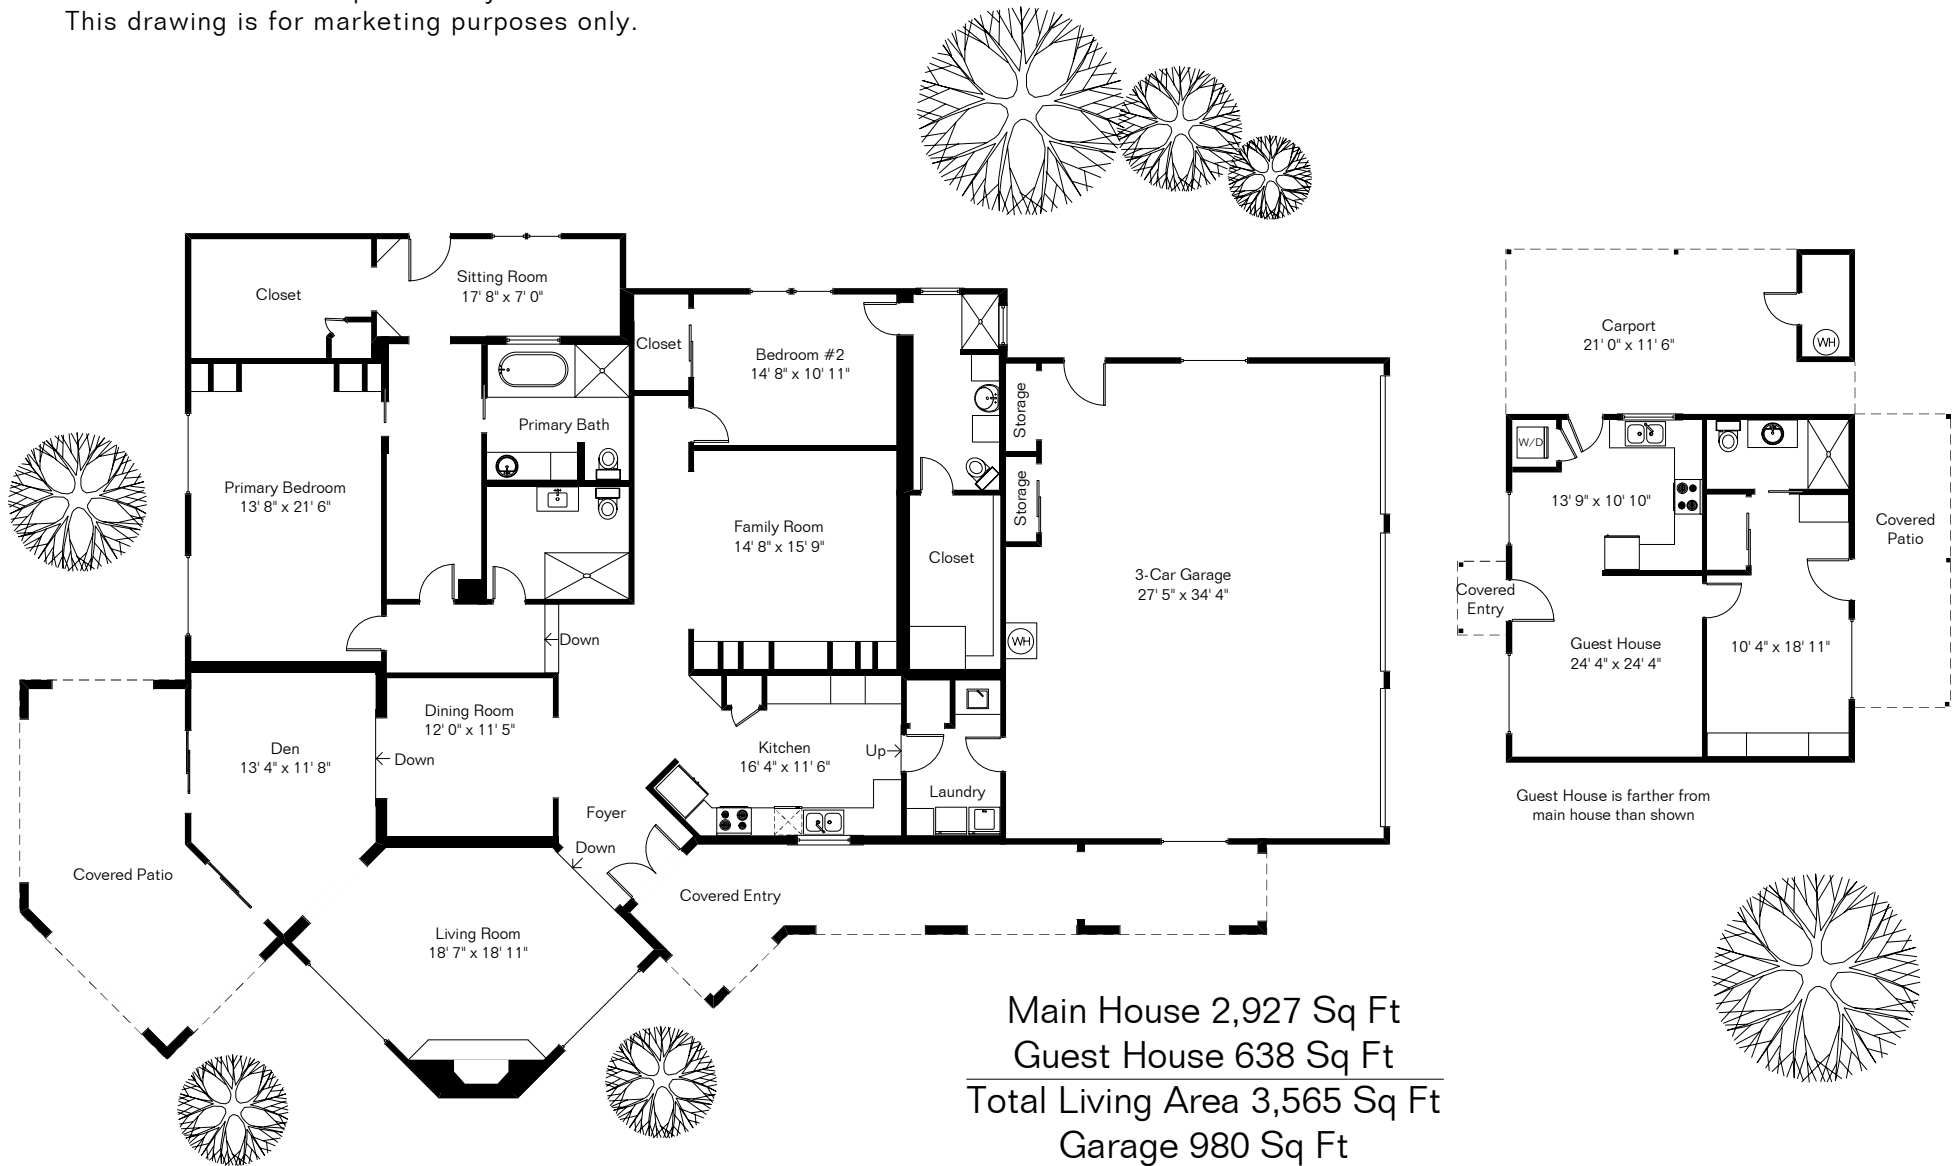 This drawing is for marketing purposes only.
Closet
Sitting Room
17' 8" x 7' 0"
Closet
Bedroom #2
14' 8" x 10' 11"
Primary Bath
Storage
Storage
Primary Bedroom
13' 8" x 21' 6"
Family Room
14' 8" x 15' 9"
Closet
3-Car Garage
27' 5" x 34' 4"
WH
Down
Dining Room
12' 0" x 11' 5"
Den
13' 4" x 11' 8"
Down
Kitchen
16' 4" x 11' 6"
Up
Laundry
Foyer
Down
Covered Patio
Covered Entry
Living Room
18' 7" x 18' 11"
Carport
21' 0" x 11' 6"
WH
W/D
13' 9" x 10' 10"
Covered
Patio
Covered
Entry
Guest House
24' 4" x 24' 4"
10' 4" x 18' 11"
Guest House is farther from
main house than shown
Main House 2,927 Sq Ft
Guest House 638 Sq Ft
Total Living Area 3,565 Sq Ft
Garage 980 Sq Ft